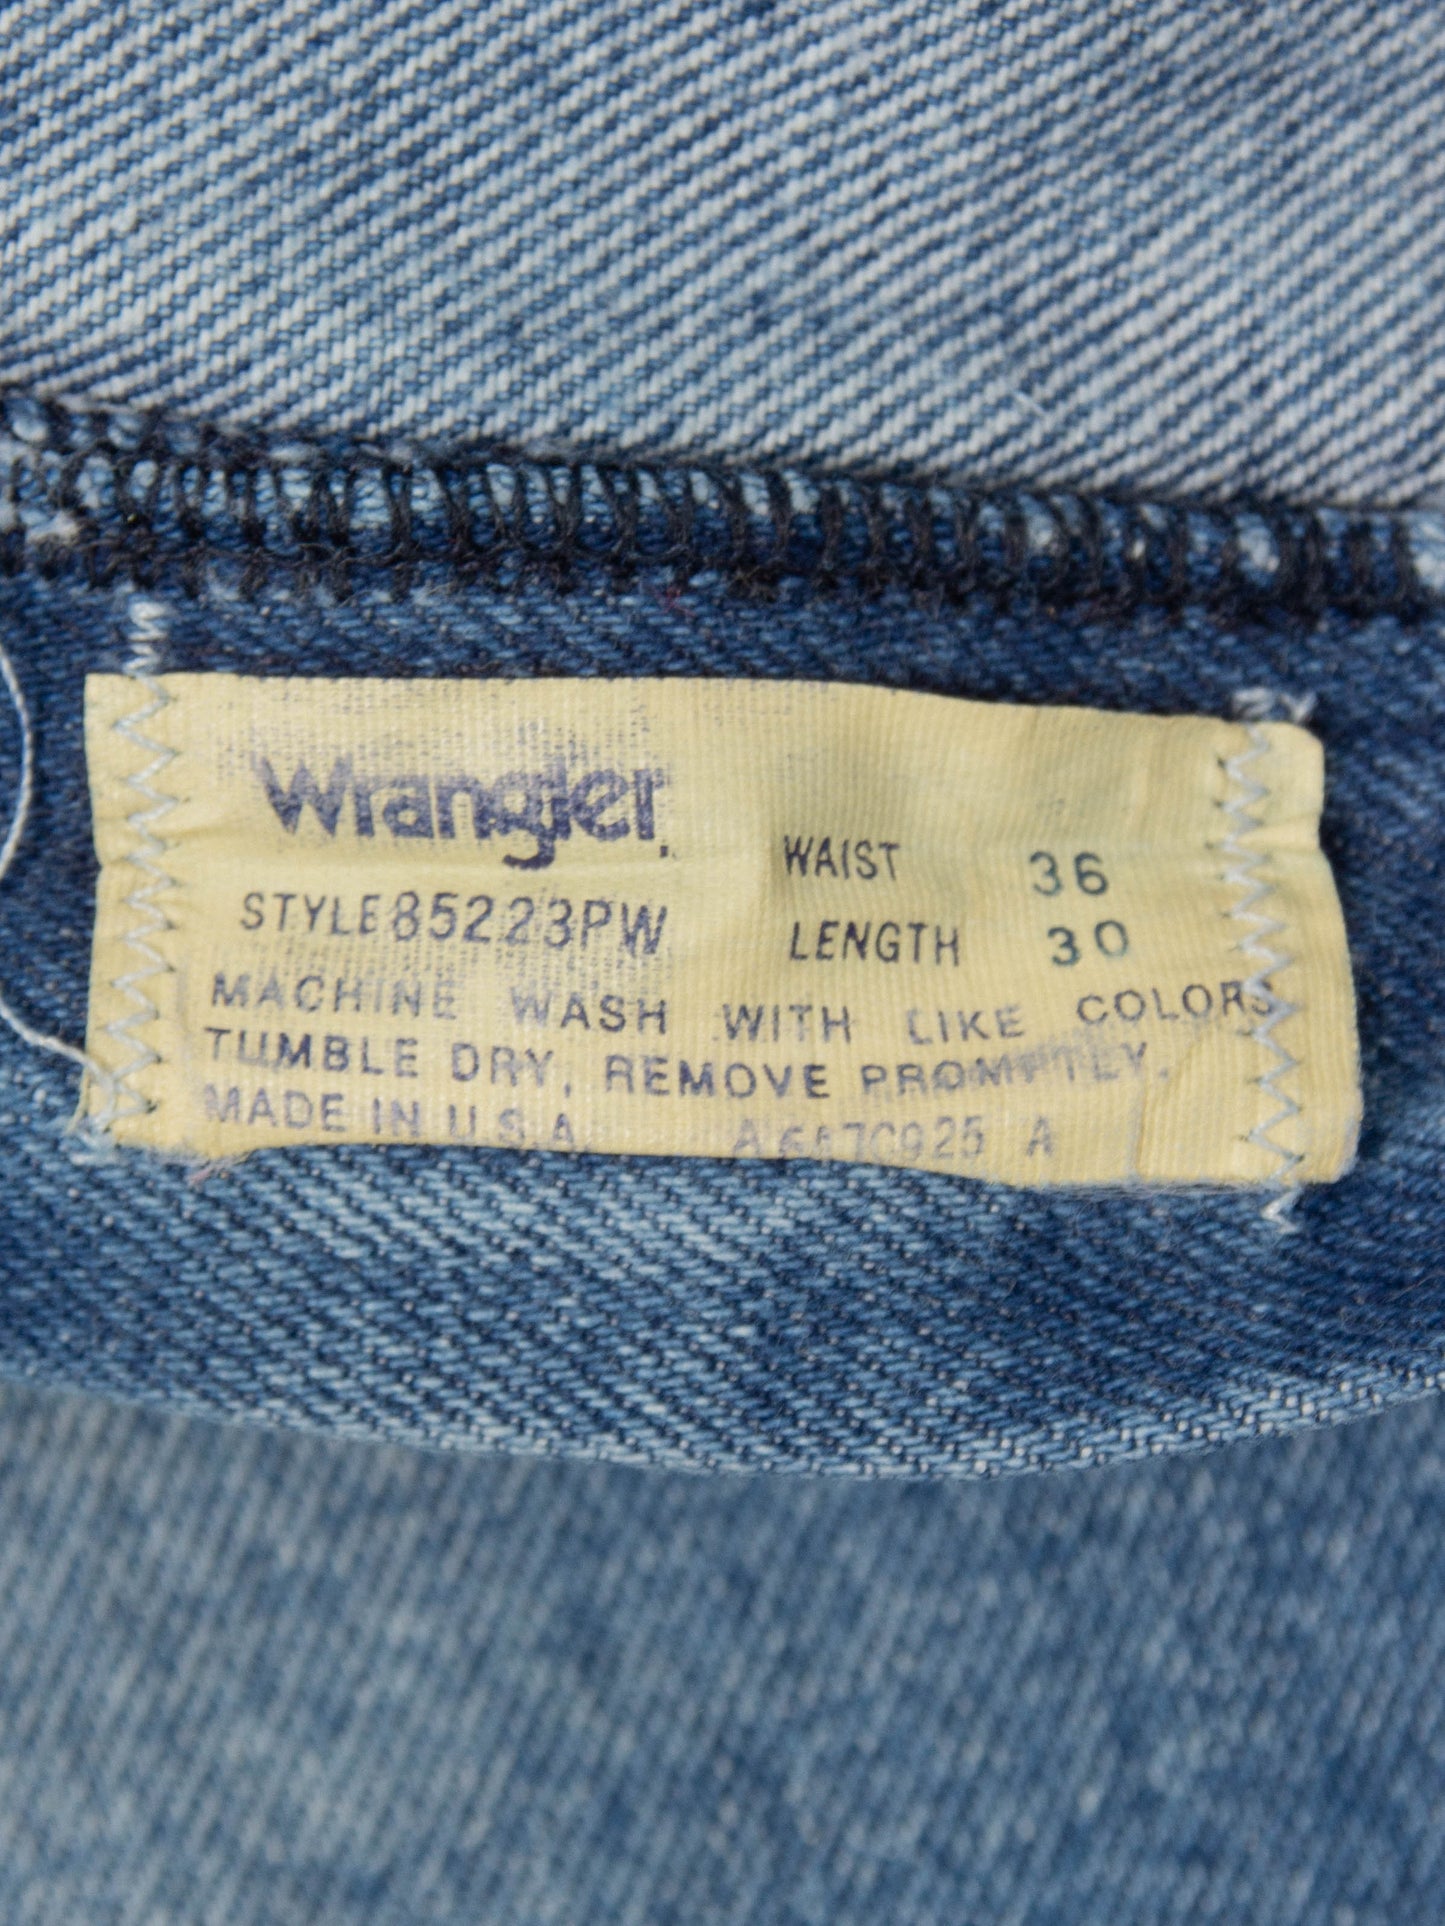 Wrangler.
STYLE 85223PW
WAIST 36
LENGTH 30
MACHINE WASH WITH LIKE COLORS
TUMBLE DRY, REMOVE PROMPTLY.
MADE IN U.S.A. A